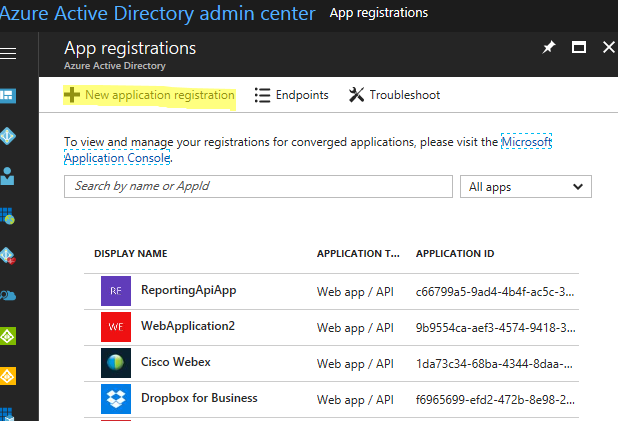 Azure Active Directory admin center App registrations
App registrations
Azure Active Directory
New application registration Endpoints Troubleshoot
To view and manage your registrations for converged applications, please visit the Microsoft
Application Console.
Search by name or AppId All apps
DISPLAY NAME APPLICATION T... APPLICATION ID
RE ReportingApiApp Web app / API c66799a5-9ad4-4b4f-ac5c-3...
WE WebApplication2 Web app / API 9b9554ca-aef3-4574-9418-3...
Cisco Webex Web app / API 1da73c34-68ba-4344-8daa-...
Dropbox for Business Web app / API f6965699-efd2-472b-8e98-2...